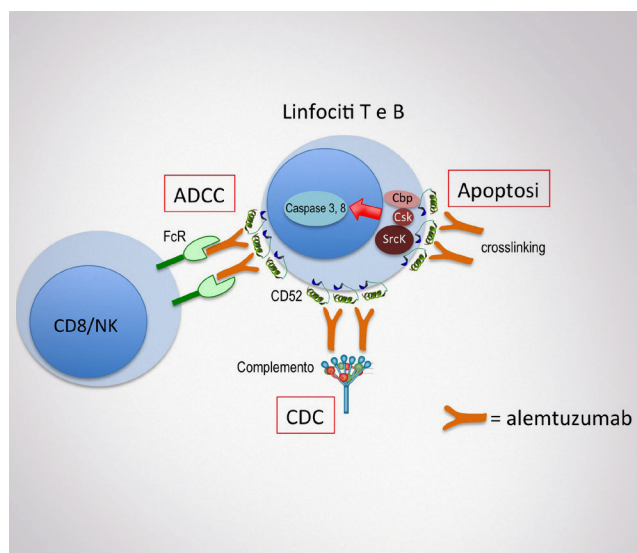 Linfociti T e B
ADCC
Apoptosi
Cbp
Caspase 3, 8
Csk
FcR
SrcK
crosslinking
CD52
CD8/NK
Complemento
CDC
= alemtuzumab